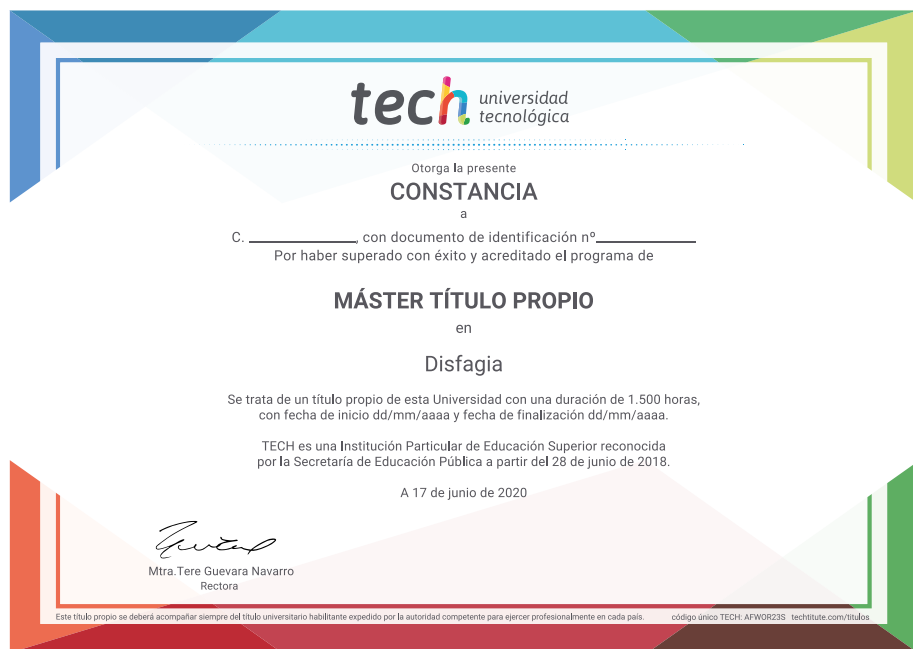 tech universidad
tecnológica
Otorga la presente
CONSTANCIA
a
C. ____________, con documento de identificación nº____________
Por haber superado con éxito y acreditado el programa de
MÁSTER TÍTULO PROPIO
en
Disfagia
Se trata de un título propio de esta Universidad con una duración de 1.500 horas,
con fecha de inicio dd/mm/aaaa y fecha de finalización dd/mm/aaaa.
TECH es una Institución Particular de Educación Superior reconocida
por la Secretaría de Educación Pública a partir del 28 de junio de 2018.
A 17 de junio de 2020
Mtra.Tere Guevara Navarro
Rectora
Este título propio se deberá acompañar siempre del título universitario habilitante expedido por la autoridad competente para ejercer profesionalmente en cada país. código único TECH: AFWOR23S techtitute.com/titulos